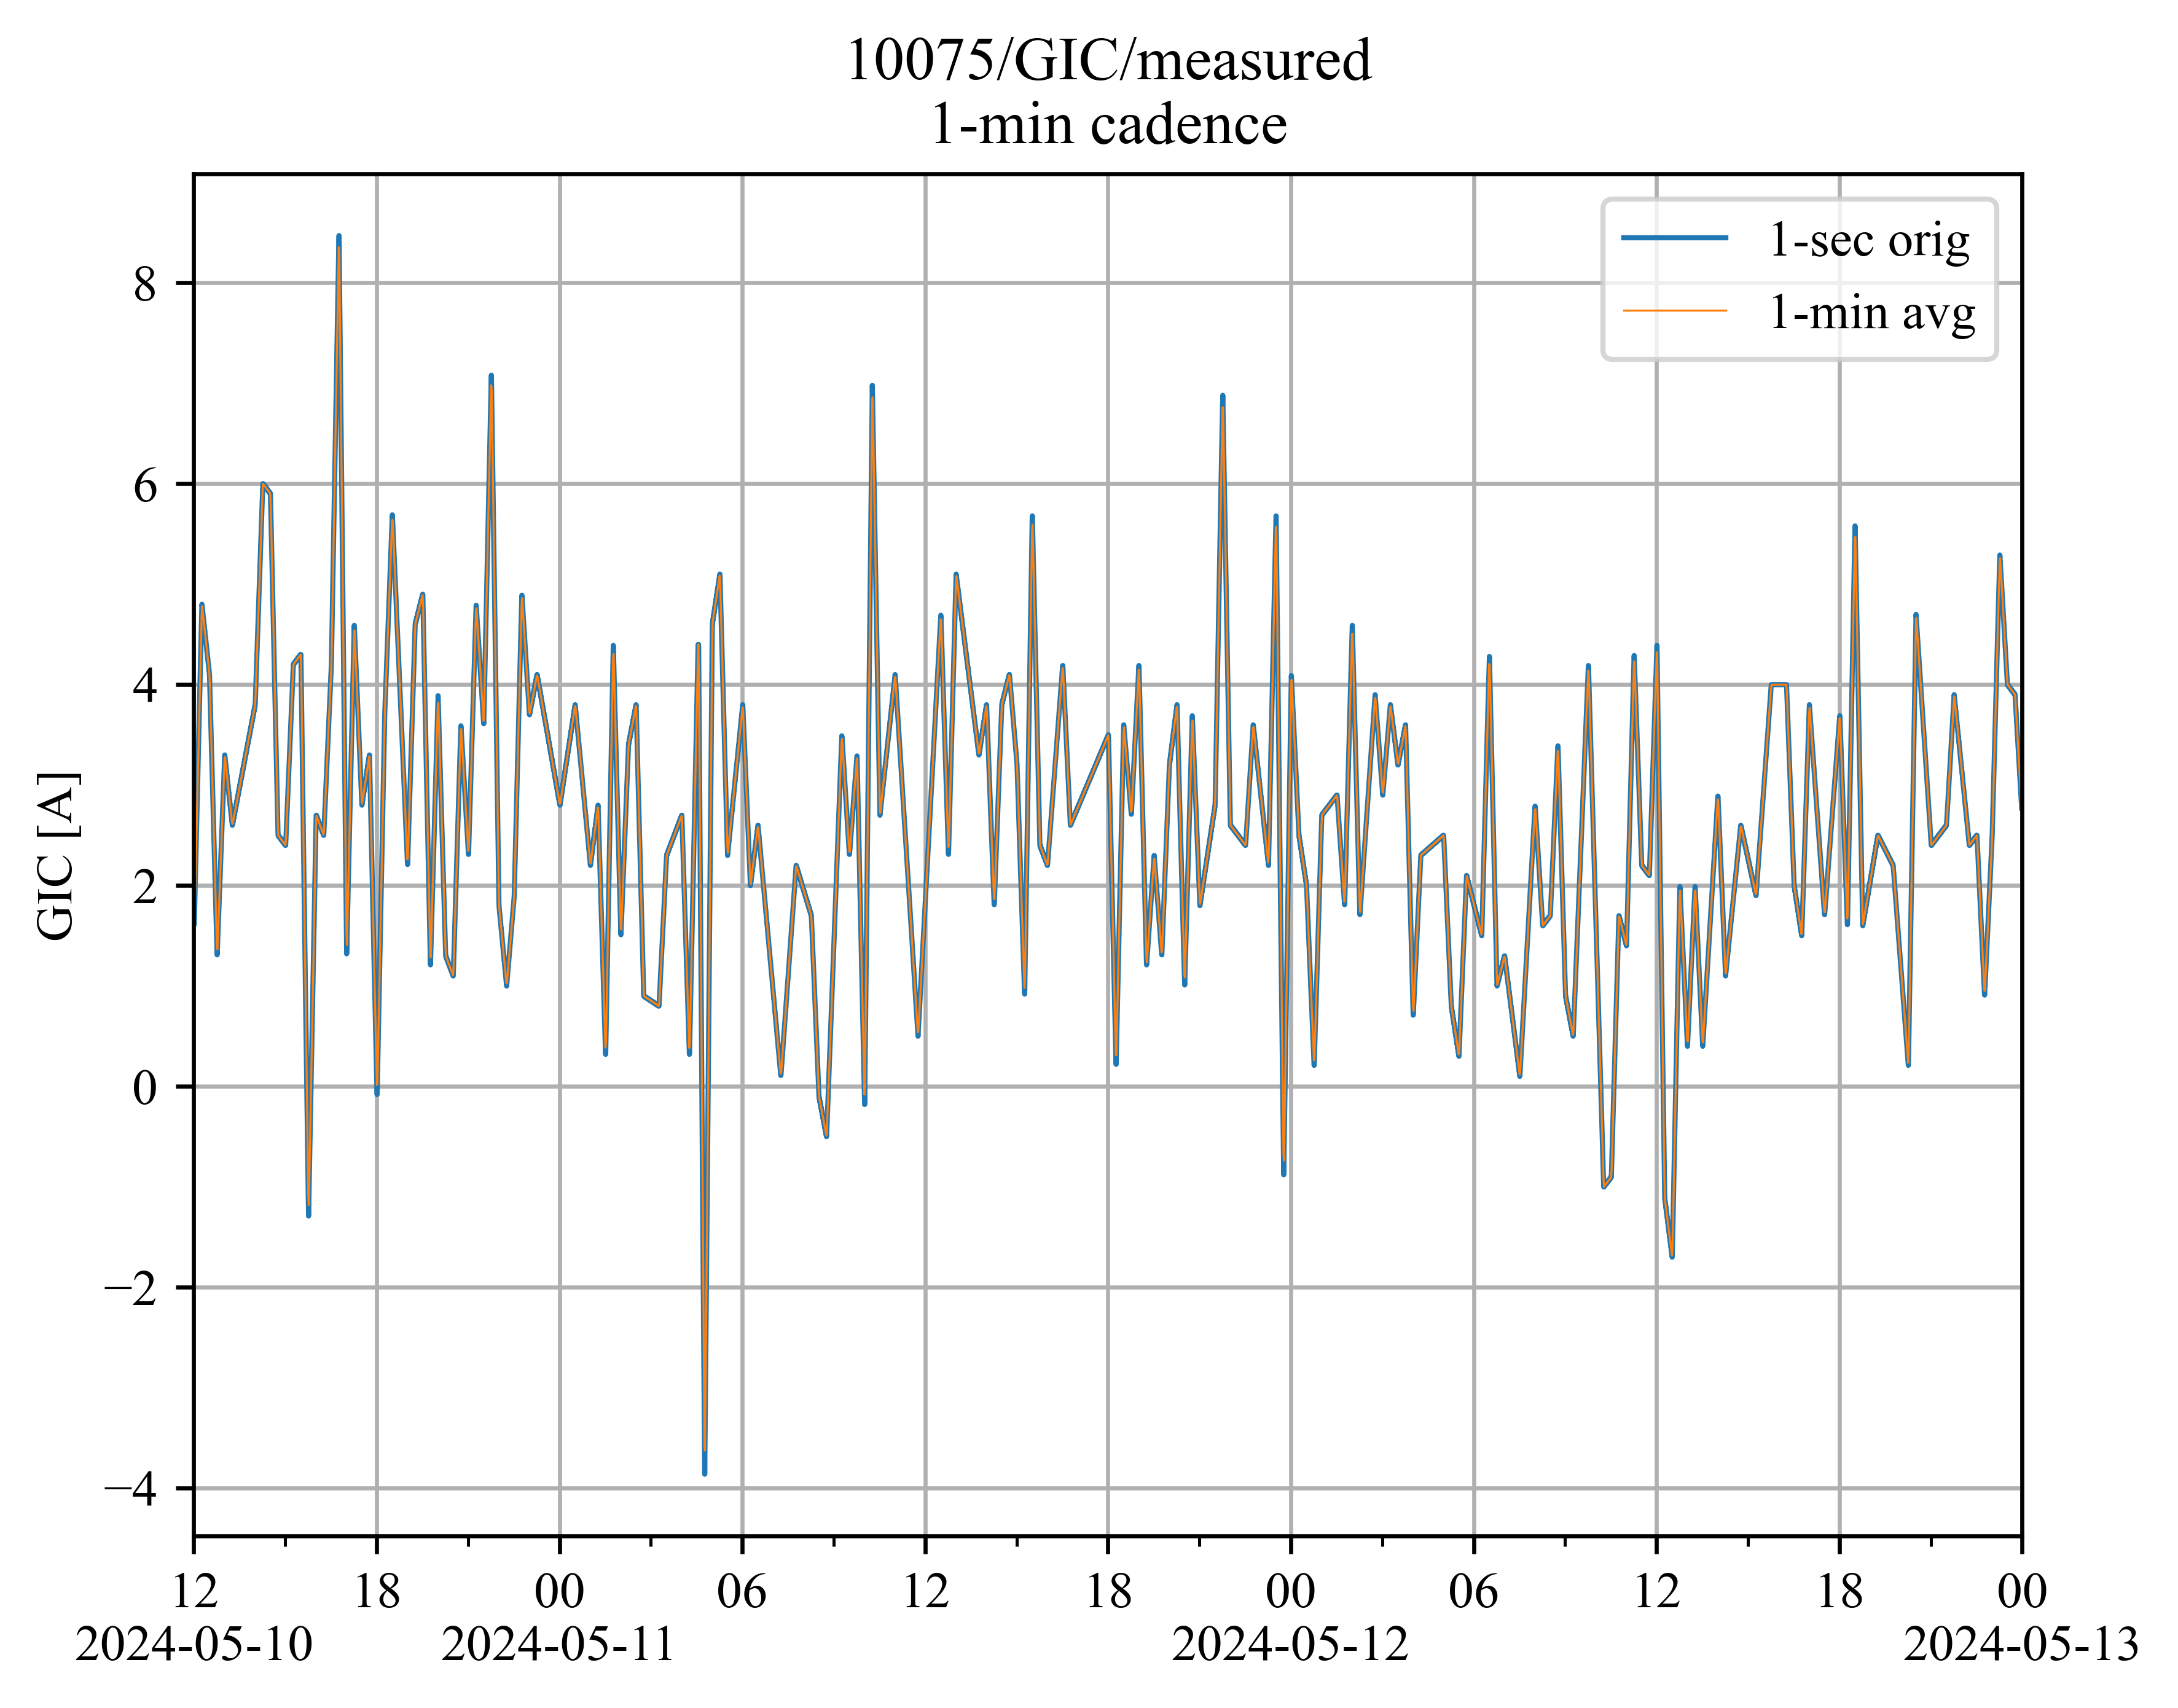 10075/GIC/measured
1-min cadence
1-sec orig
1-min avg
GIC [A]
8
6
4
2
0
−2
−4
12 18 00 06 12 18 00 06 12 18 00
2024-05-10 2024-05-11 2024-05-12 2024-05-13